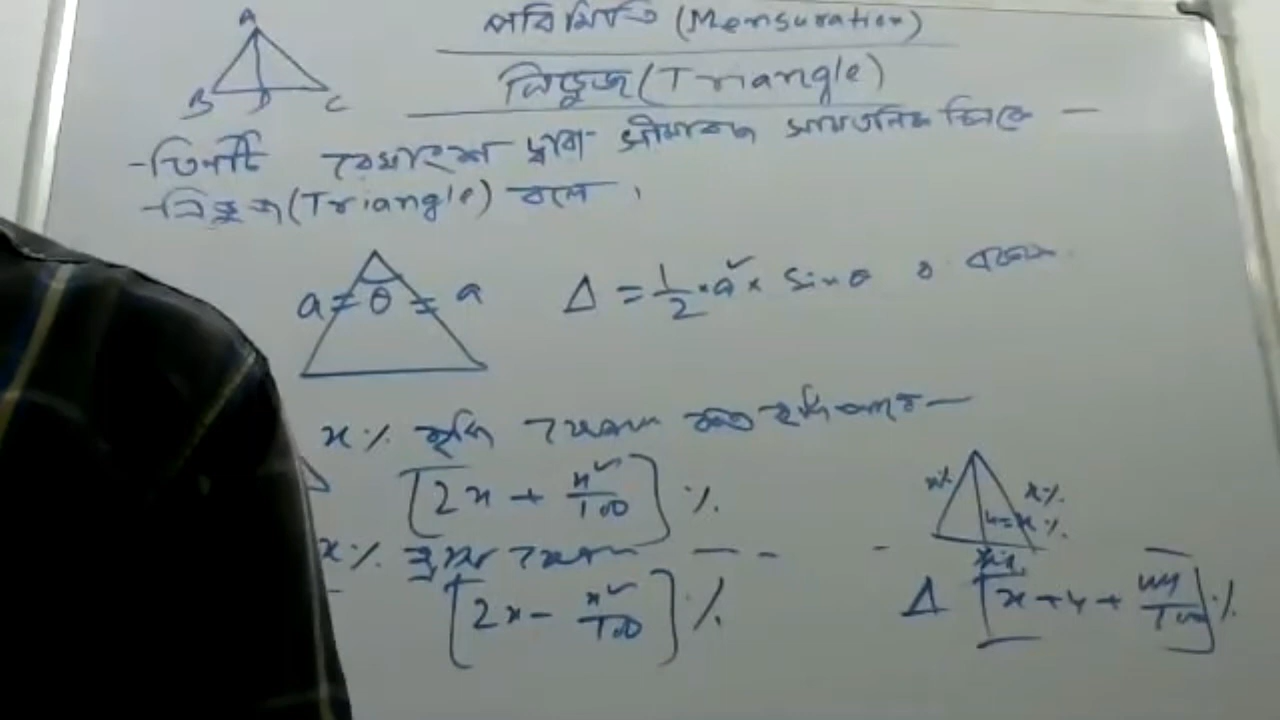 A
B D C
পরিমিতি (Mensuration)
ত্রিভুজ (Triangle)
-তিনটি রেখাংশ দ্বারা সীমাবদ্ধ সামতলিক চিত্রকে —
-ত্রিভুজ (Triangle) বলে ।
a θ a
Δ = 1/2 × a² × sinθ
x% বৃদ্ধি পেলে বৃদ্ধি পাবে —
[2x + x²/100] %
x% হ্রাস পেলে — -
[2x - x²/100] %
x% x%
x%
Δ [x + y + xy/100] %